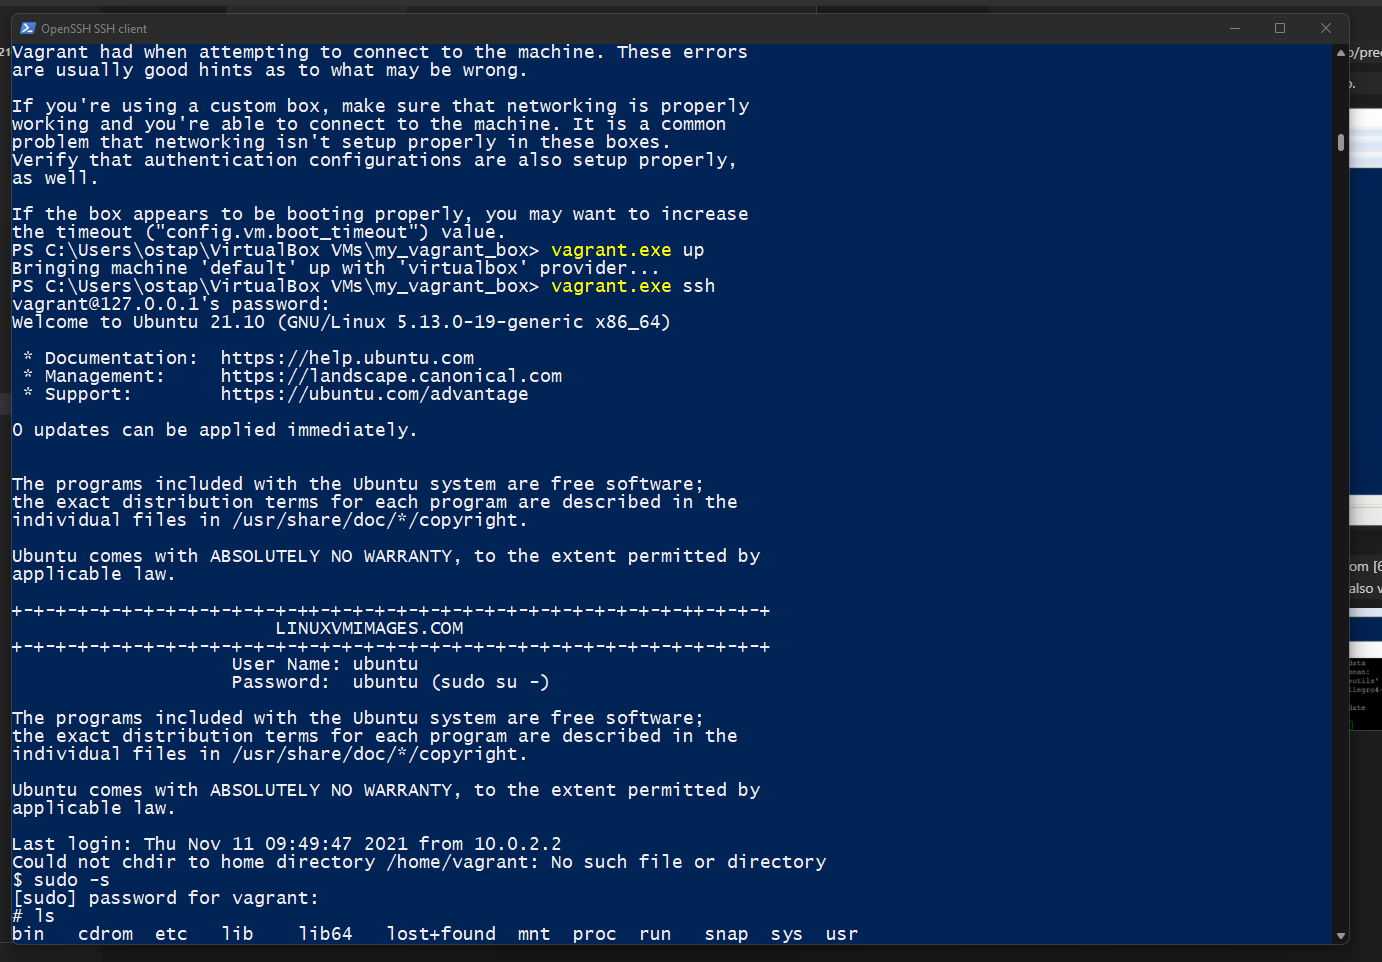 OpenSSH SSH client
Vagrant had when attempting to connect to the machine. These errors
are usually good hints as to what may be wrong.
If you're using a custom box, make sure that networking is properly
working and you're able to connect to the machine. It is a common
problem that networking isn't setup properly in these boxes.
Verify that authentication configurations are also setup properly,
as well.
If the box appears to be booting properly, you may want to increase
the timeout ("config.vm.boot_timeout") value.
PS C:\Users\ostap\VirtualBox VMs\my_vagrant_box> vagrant.exe up
Bringing machine 'default' up with 'virtualbox' provider...
PS C:\Users\ostap\VirtualBox VMs\my_vagrant_box> vagrant.exe ssh
vagrant@127.0.0.1's password:
Welcome to Ubuntu 21.10 (GNU/Linux 5.13.0-19-generic x86_64)
* Documentation:  https://help.ubuntu.com
* Management:     https://landscape.canonical.com
* Support:        https://ubuntu.com/advantage
0 updates can be applied immediately.
The programs included with the Ubuntu system are free software;
the exact distribution terms for each program are described in the
individual files in /usr/share/doc/*/copyright.
Ubuntu comes with ABSOLUTELY NO WARRANTY, to the extent permitted by
applicable law.
+-+-+-+-+-+-+-+-+-+-+-+-+-++-+-+-+-+-+-+-+-+-+-+-+-+-+-+-+-+-++-+-+-+
LINUXVMIMAGES.COM
+-+-+-+-+-+-+-+-+-+-+-+-+-+-+-+-+-+-+-+-+-+-+-+-+-+-+-+-+-+-++-+-+-+
User Name: ubuntu
Password:  ubuntu (sudo su -)
The programs included with the Ubuntu system are free software;
the exact distribution terms for each program are described in the
individual files in /usr/share/doc/*/copyright.
Ubuntu comes with ABSOLUTELY NO WARRANTY, to the extent permitted by
applicable law.
Last login: Thu Nov 11 09:49:47 2021 from 10.0.2.2
Could not chdir to home directory /home/vagrant: No such file or directory
$ sudo -s
[sudo] password for vagrant:
# ls
bin   cdrom  etc   lib    lib64   lost+found  mnt  proc  run   snap  sys  usr